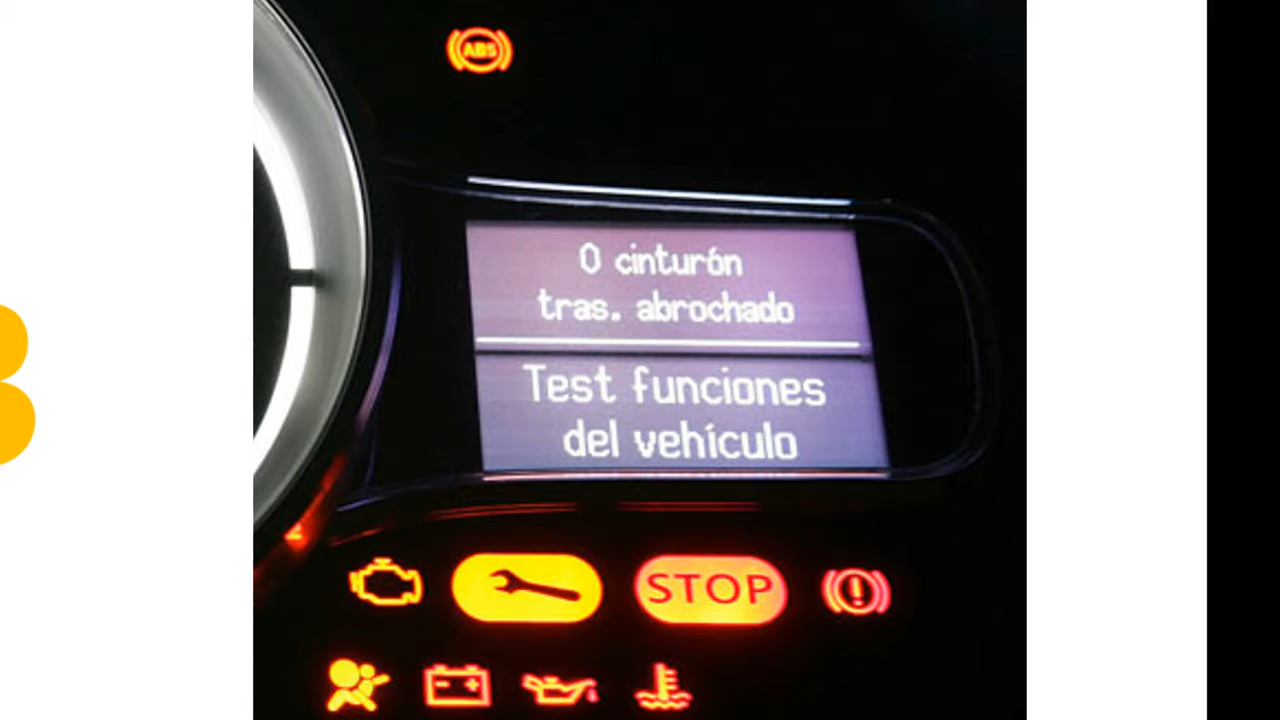 ABS
0 cinturón
tras. abrochado
Test funciones
del vehículo
STOP